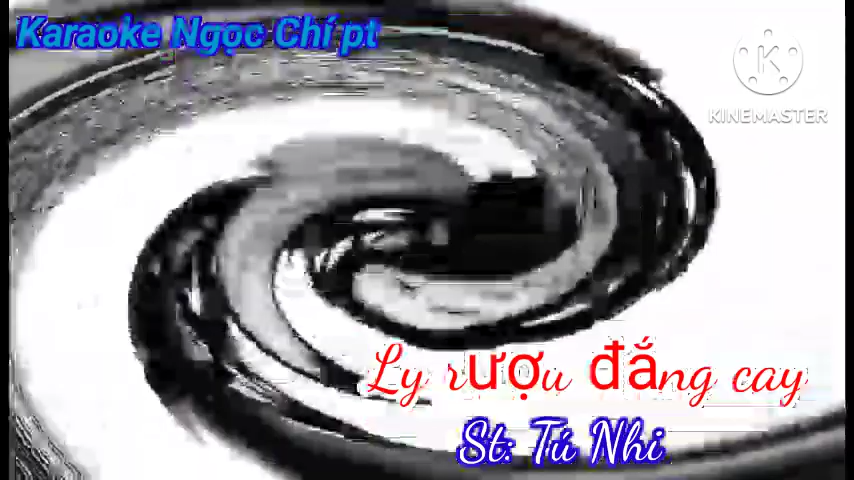 Karaoke Ngọc Chí pt
KINEMASTER
Ly rượu đắng cay
St: Tú Nhi